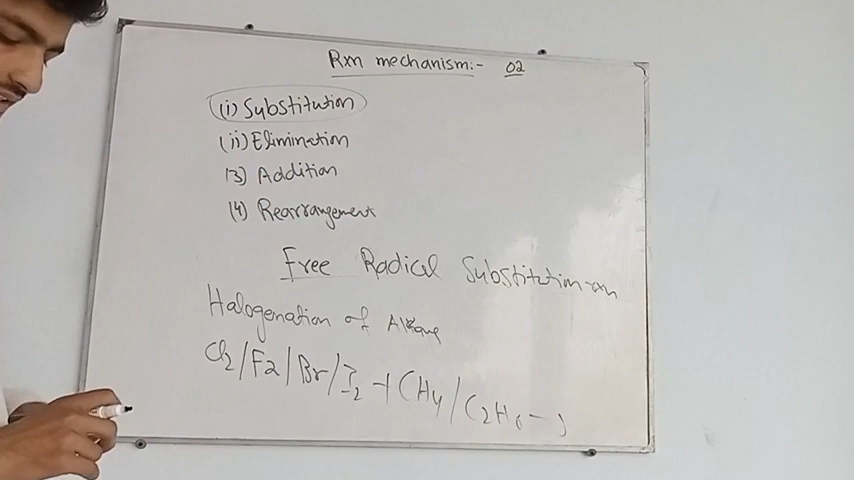 Rxn mechanism:- 02
(i) Substitution
(ii) Elimination
(3) Addition
(4) Rearrangement
Free Radical Substitution rxn
Halogenation of Alkane
Cl2/F2/Br/I2 + CH4/C2H6 - )